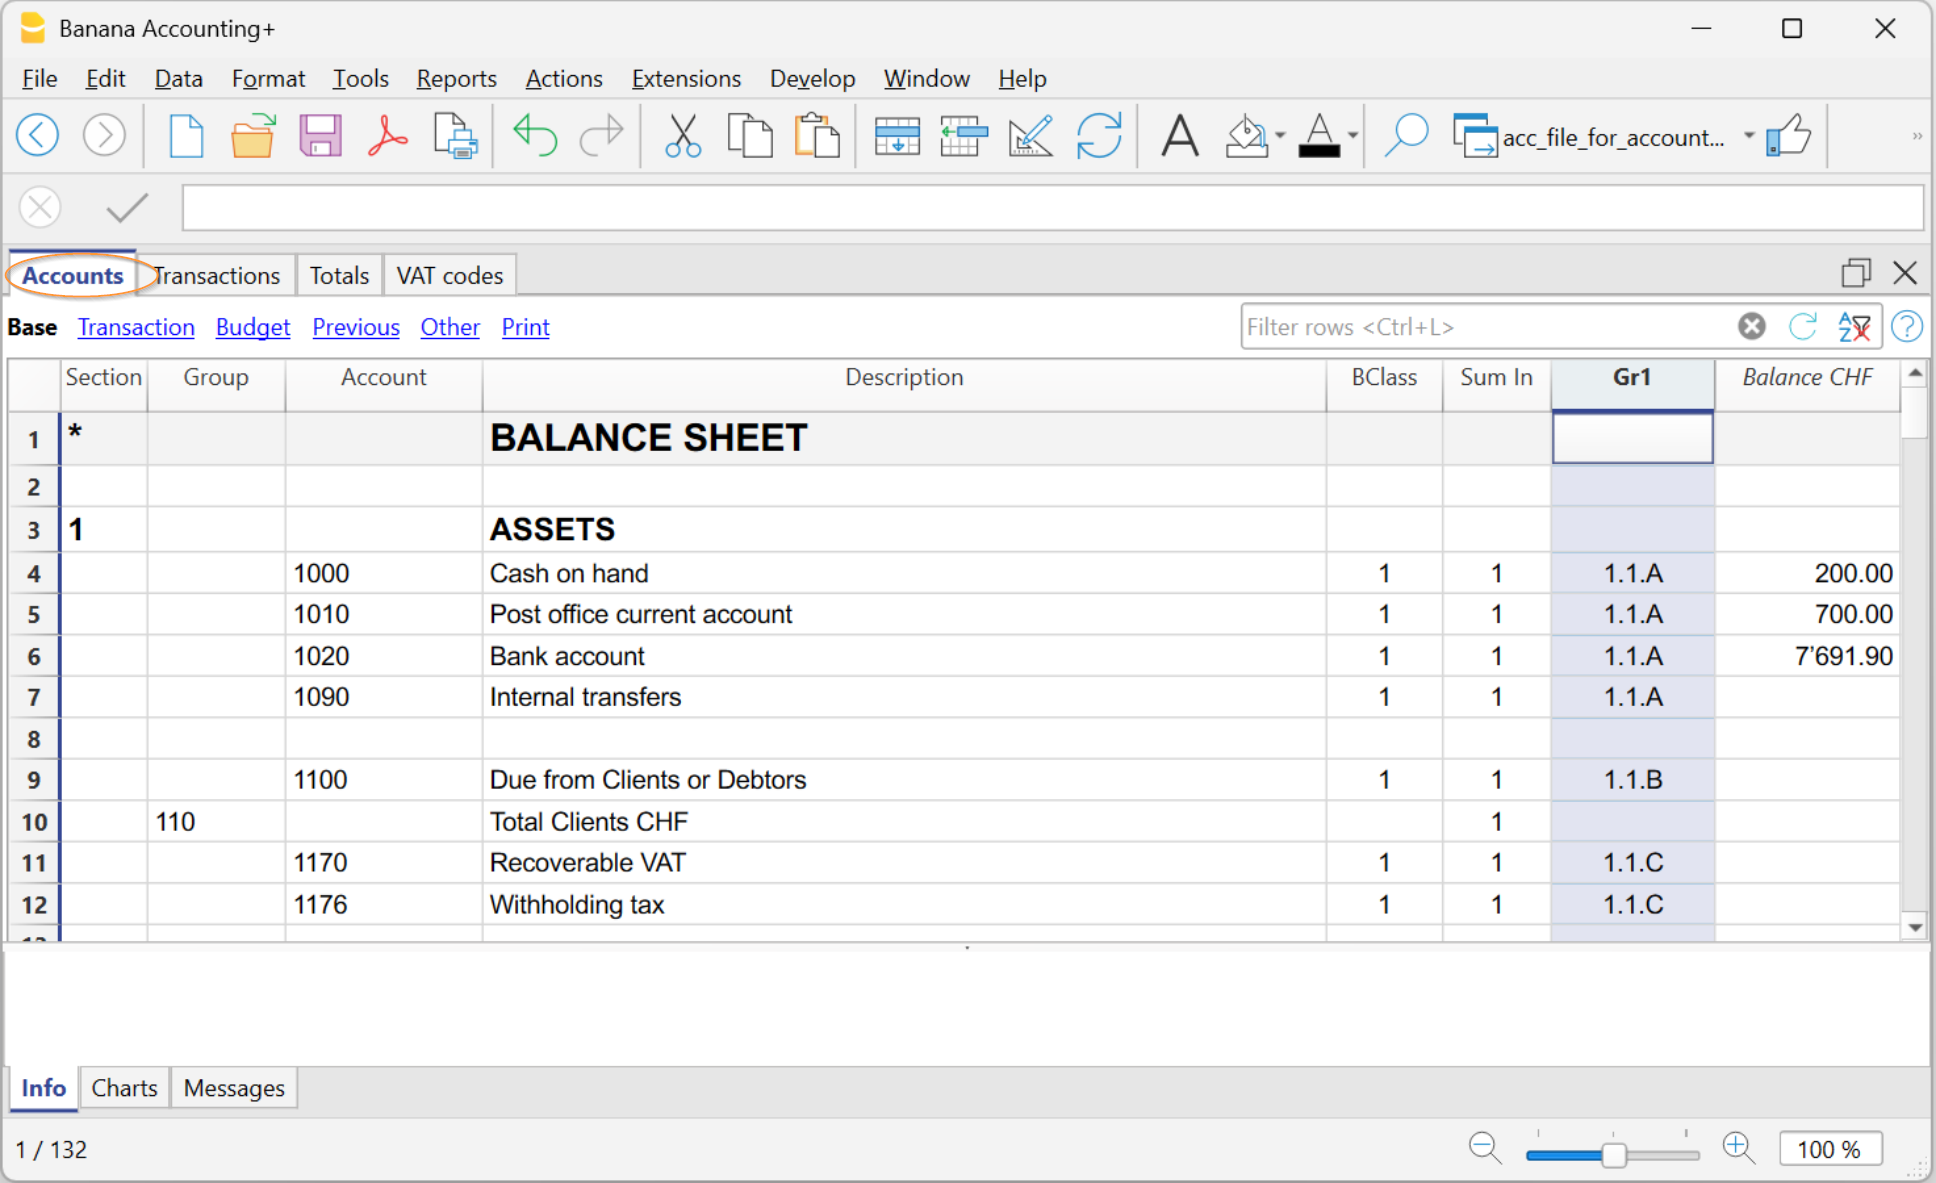 Banana Accounting+
File Edit Data Format Tools Reports Actions Extensions Develop Window Help
A A acc_file_for_account... »
Accounts Transactions Totals VAT codes
Base Transaction Budget Previous Other Print Filter rows <Ctrl+L> AZ ?
Section Group Account Description BClass Sum In Gr1 Balance CHF
1 * BALANCE SHEET
2
3 1 ASSETS
4 1000 Cash on hand 1 1 1.1.A 200.00
5 1010 Post office current account 1 1 1.1.A 700.00
6 1020 Bank account 1 1 1.1.A 7’691.90
7 1090 Internal transfers 1 1 1.1.A
8
9 1100 Due from Clients or Debtors 1 1 1.1.B
10 110 Total Clients CHF 1
11 1170 Recoverable VAT 1 1 1.1.C
12 1176 Withholding tax 1 1 1.1.C
Info Charts Messages
1 / 132 100 %